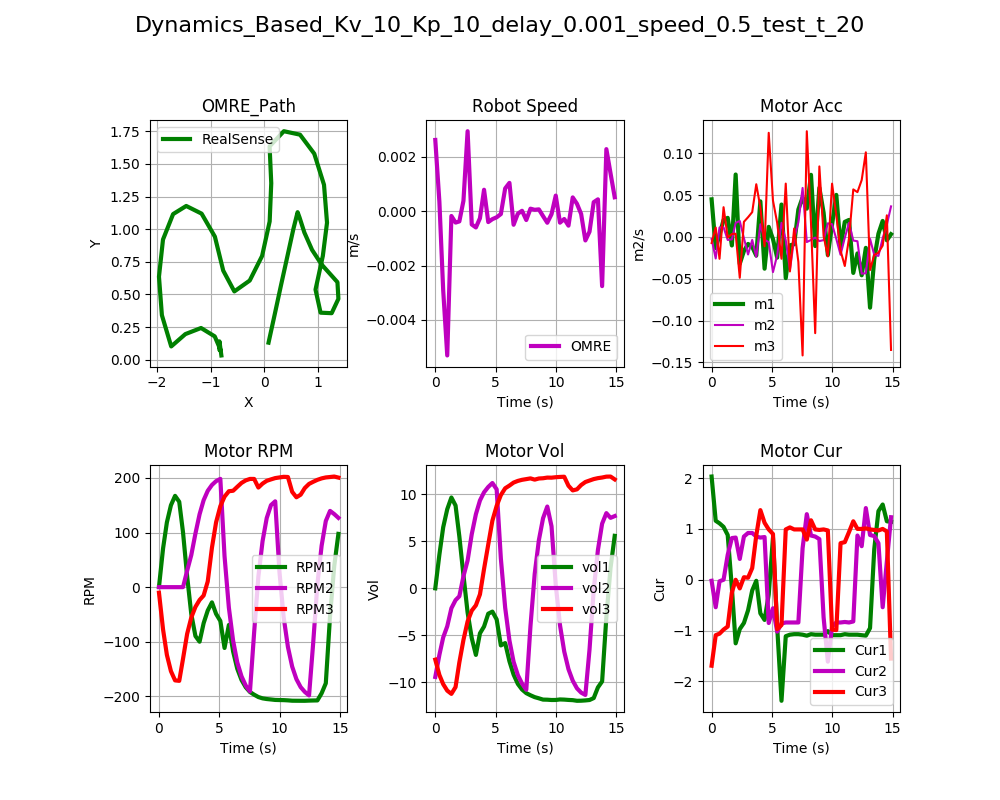 Dynamics_Based_Kv_10_Kp_10_delay_0.001_speed_0.5_test_t_20
OMRE_Path
RealSense
1.75
1.50
1.25
1.00
0.75
0.50
0.25
0.00
Y
−2
−1
0
1
X
Robot Speed
0.002
0.000
−0.002
−0.004
m/s
OMRE
0
5
10
15
Time (s)
Motor Acc
0.10
0.05
0.00
−0.05
−0.10
−0.15
m2/s
m1
m2
m3
0
5
10
15
Time (s)
Motor RPM
200
100
0
−100
−200
RPM
RPM1
RPM2
RPM3
0
5
10
15
Time (s)
Motor Vol
10
5
0
−5
−10
Vol
vol1
vol2
vol3
0
5
10
15
Time (s)
Motor Cur
2
1
0
−1
−2
Cur
Cur1
Cur2
Cur3
0
5
10
15
Time (s)